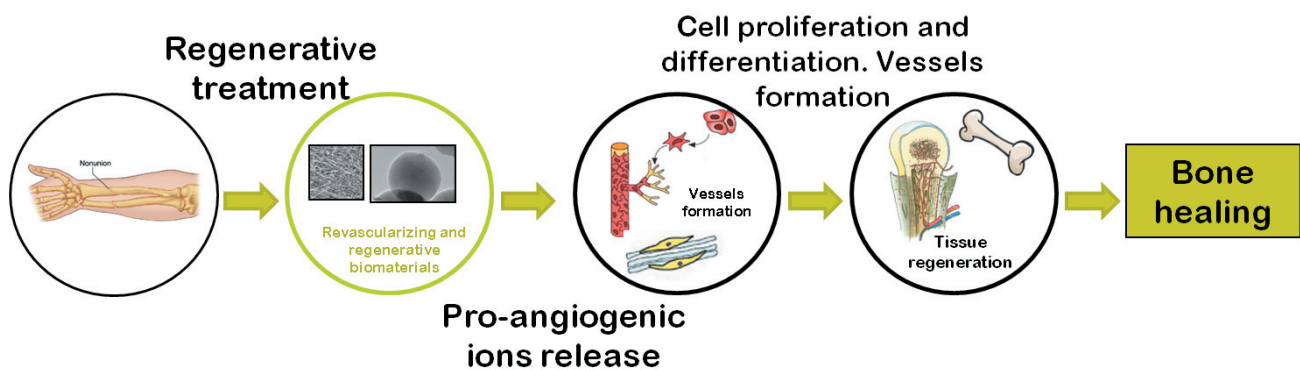 Regenerative
treatment
Cell proliferation and
differentiation. Vessels
formation
Nonunion
Revascularizing and
regenerative
biomaterials
Vessels
formation
Tissue
regeneration
Bone
healing
Pro-angiogenic
ions release